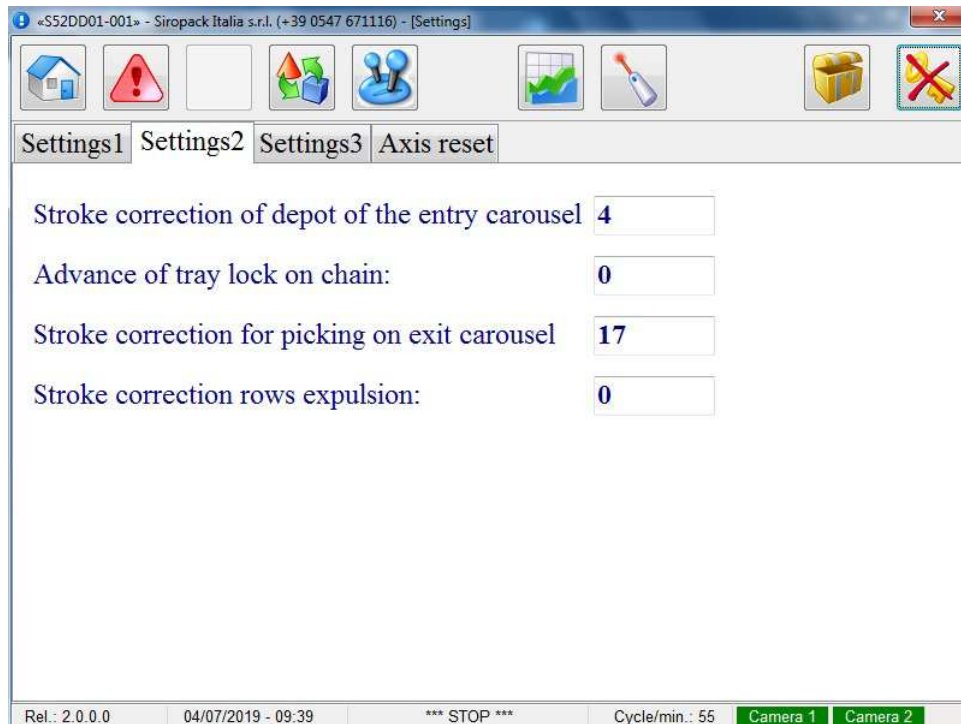 «S52DD01-001» - Siropack Italia s.r.l. (+39 0547 671116) - [Settings]
Settings1 Settings2 Settings3 Axis reset
Stroke correction of depot of the entry carousel 4
Advance of tray lock on chain: 0
Stroke correction for picking on exit carousel 17
Stroke correction rows expulsion: 0
Rel.: 2.0.0.0 04/07/2019 - 09:39 *** STOP *** Cycle/min.: 55 Camera 1 Camera 2